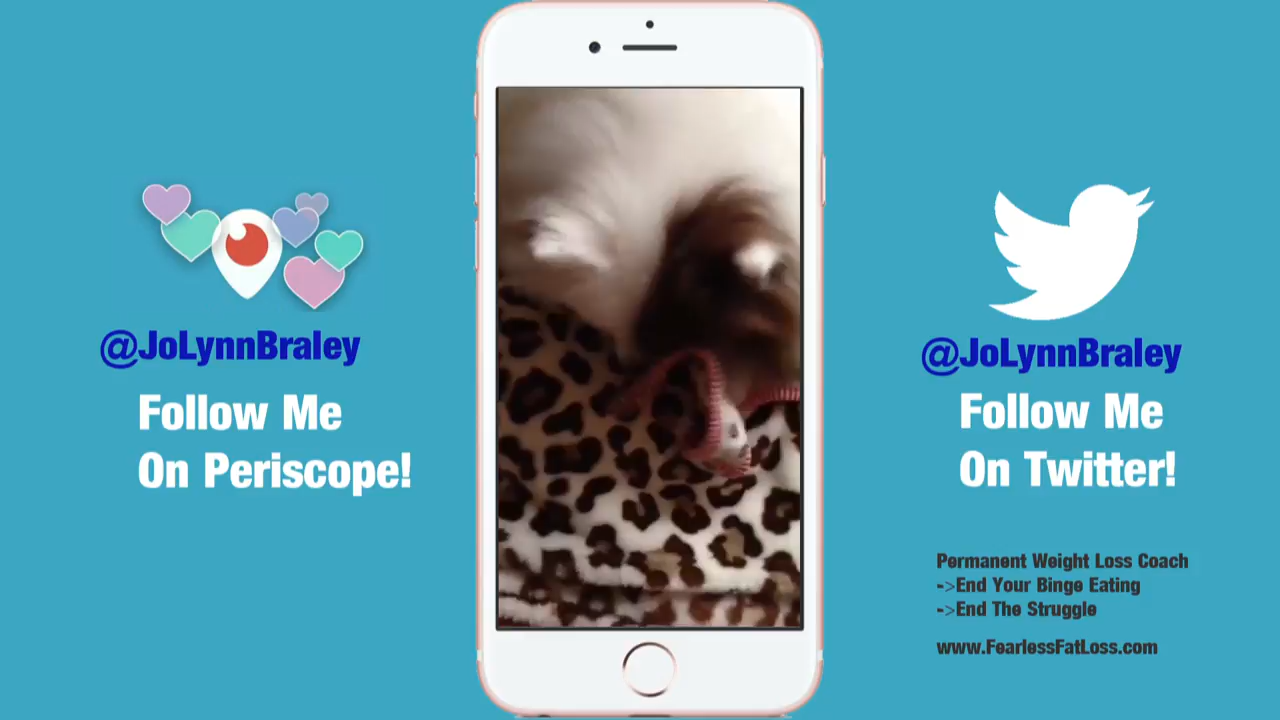 @JoLynnBraley
Follow Me
On Periscope!
@JoLynnBraley
Follow Me
On Twitter!
Permanent Weight Loss Coach
->End Your Binge Eating
->End The Struggle
www.FearlessFatLoss.com